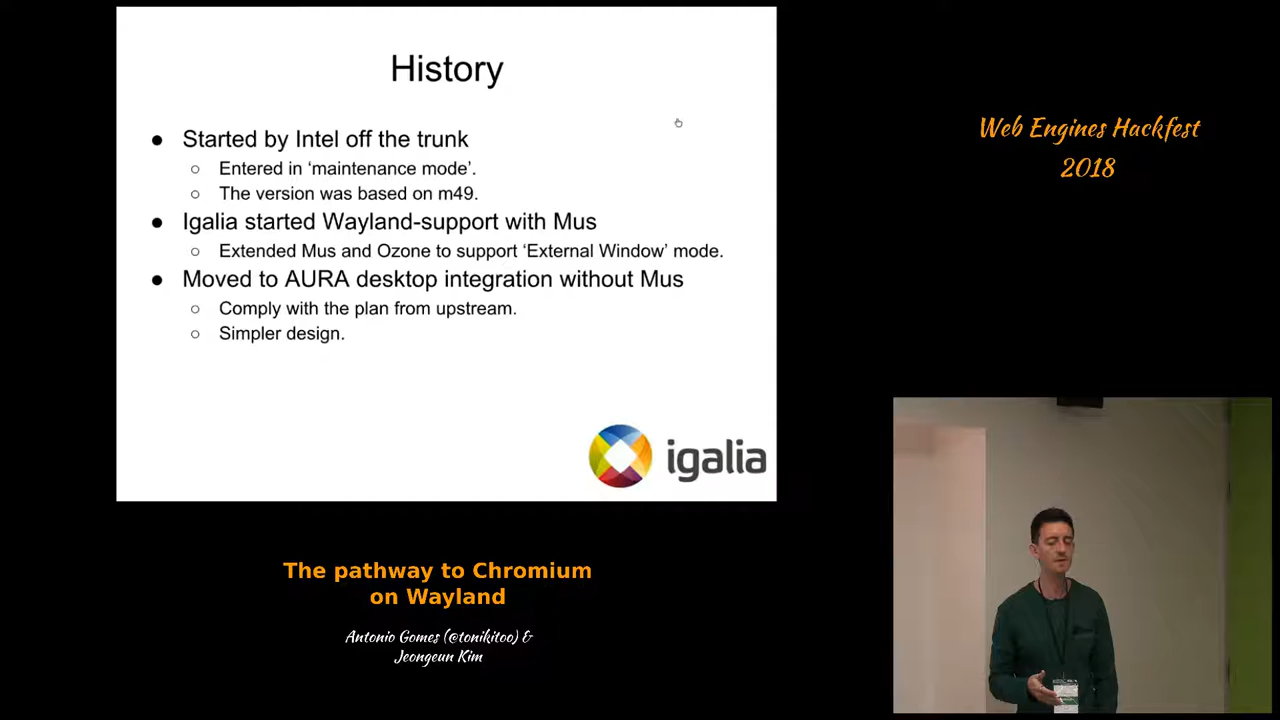 History
● Started by Intel off the trunk
○ Entered in ‘maintenance mode’.
○ The version was based on m49.
● Igalia started Wayland-support with Mus
○ Extended Mus and Ozone to support ‘External Window’ mode.
● Moved to AURA desktop integration without Mus
○ Comply with the plan from upstream.
○ Simpler design.
igalia
Web Engines Hackfest
2018
The pathway to Chromium
on Wayland
Antonio Gomes (@tonikitoo) &
Jeongeun Kim